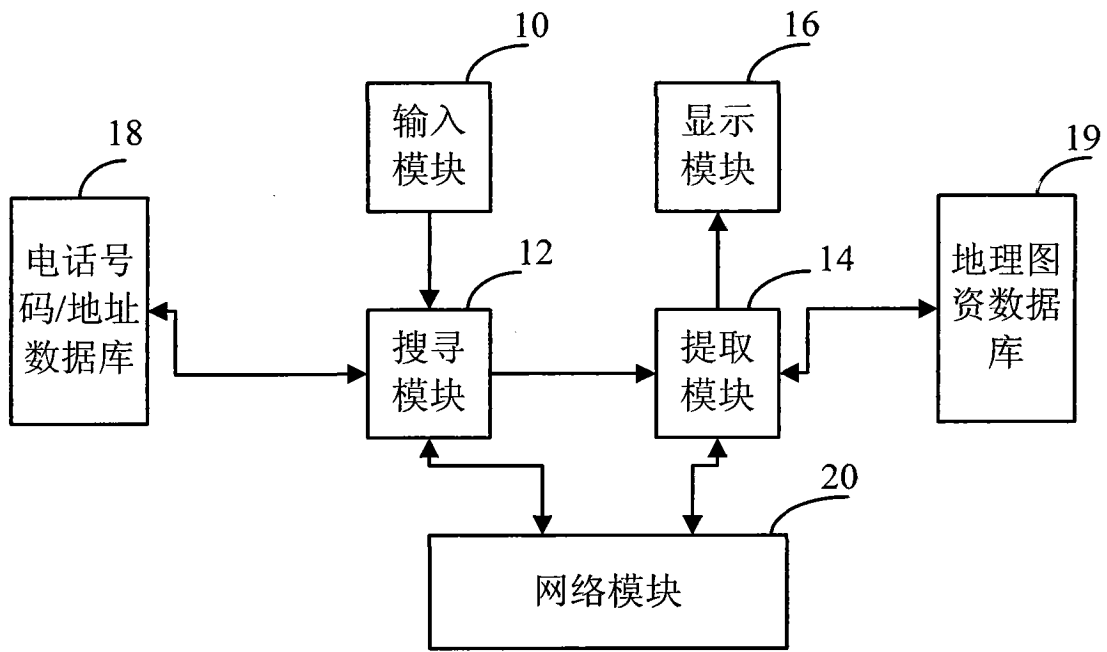 10
输入
模块
16
显示
模块
18
电话号
码/地址
数据库
19
地理图
资数据
库
12
搜寻
模块
14
提取
模块
20
网络模块